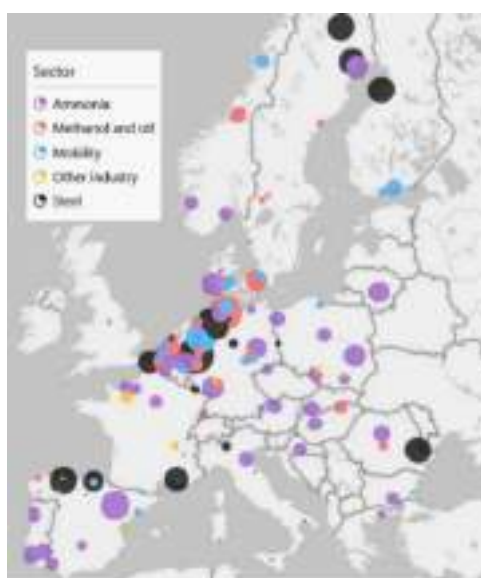 Sector
Ammonia
Methanol and oil
Mobility
Other industry
Steel